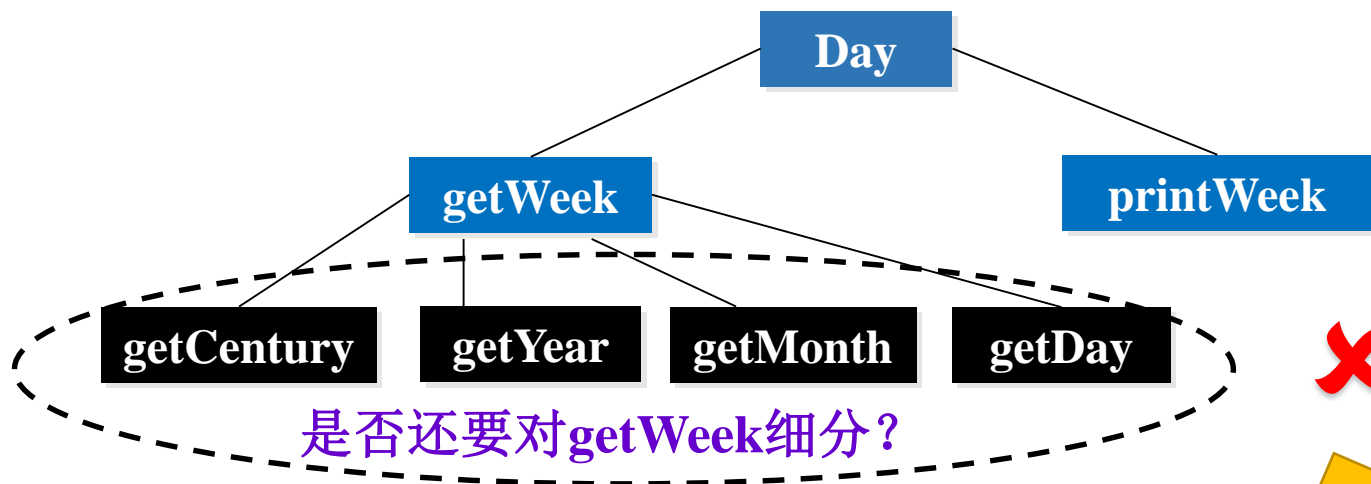 Day
getWeek
printWeek
getCentury
getYear
getMonth
getDay
是否还要对getWeek细分？